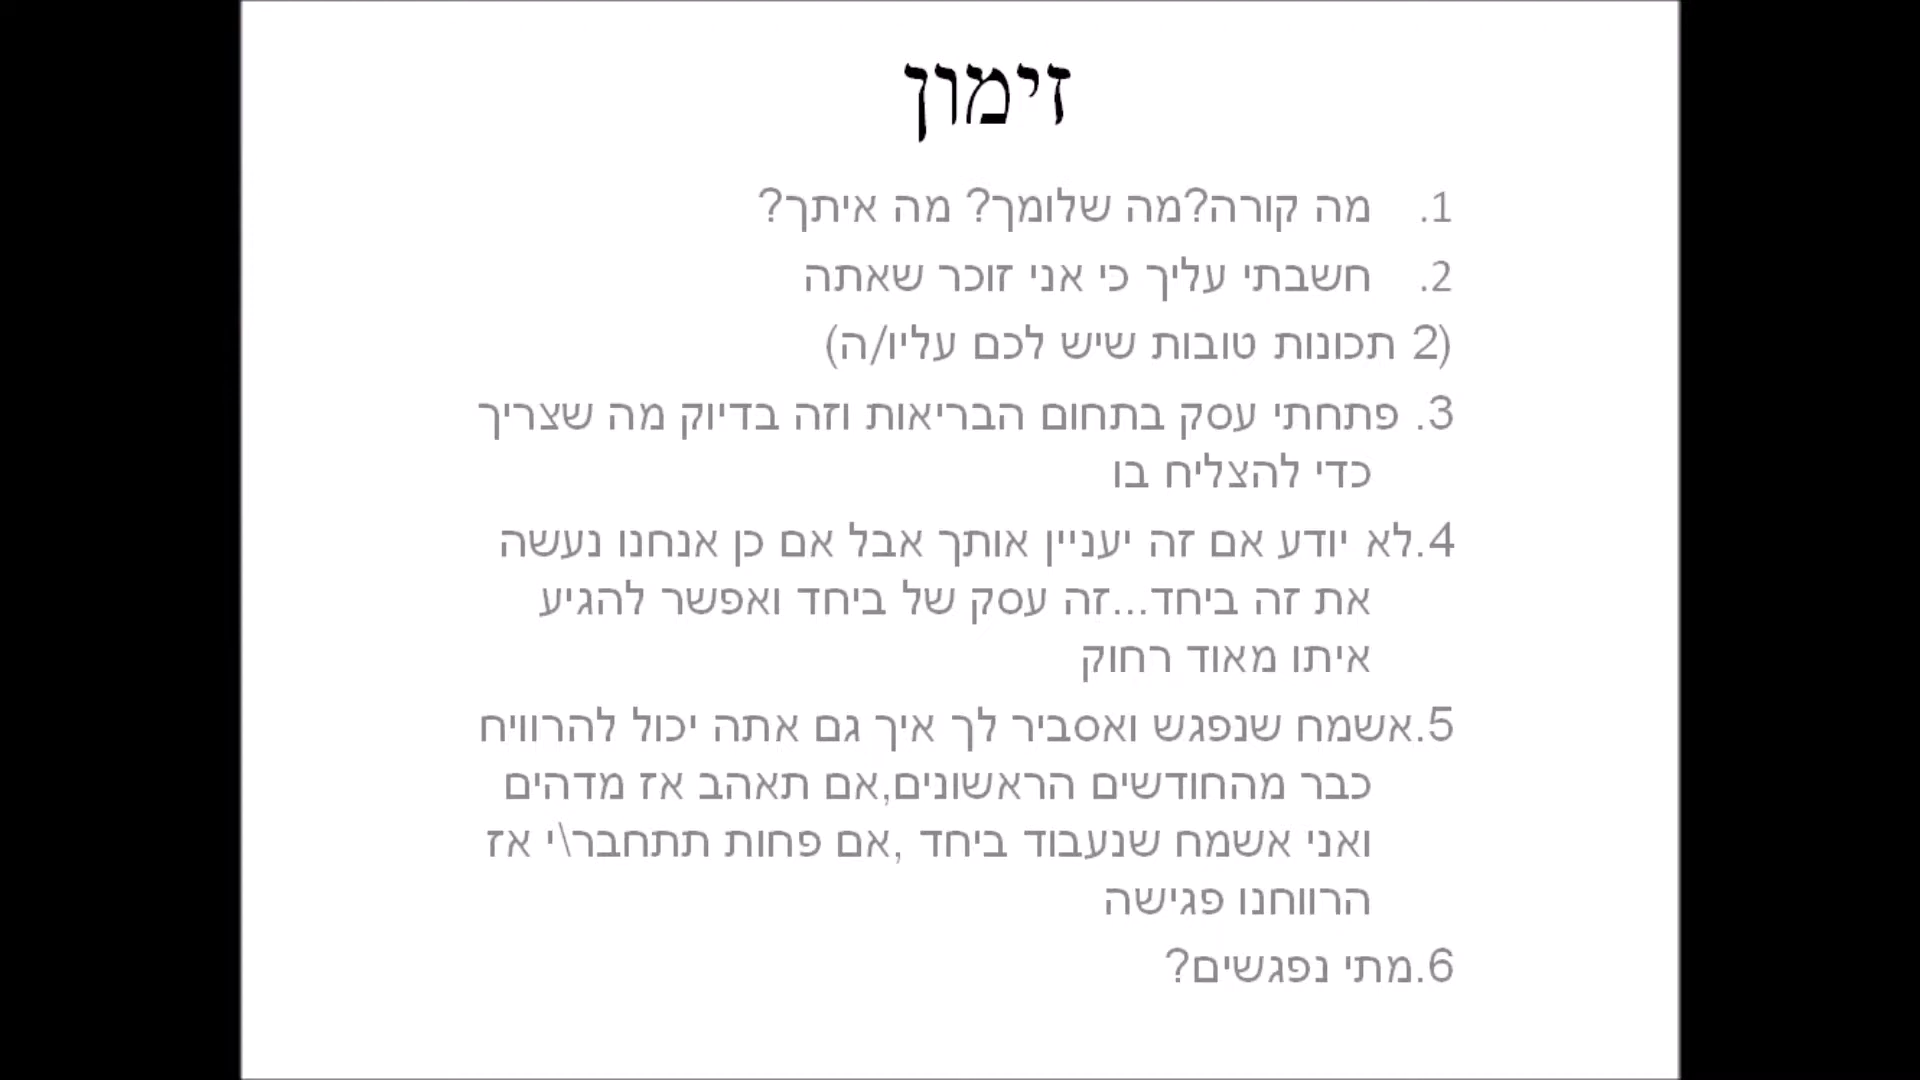 זימון
1. מה קורה?מה שלומך? מה איתך?
2. חשבתי עליך כי אני זוכר שאתה
(2 תכונות טובות שיש לכם עליו/ה)
3. פתחתי עסק בתחום הבריאות וזה בדיוק מה שצריך
כדי להצליח בו
4.לא יודע אם זה יעניין אותך אבל אם כן אנחנו נעשה
את זה ביחד...זה עסק של ביחד ואפשר להגיע
איתו מאוד רחוק
5.אשמח שנפגש ואסביר לך איך גם אתה יכול להרוויח
כבר מהחודשים הראשונים,אם תאהב אז מדהים
ואני אשמח שנעבוד ביחד ,אם פחות תתחבר\י אז
הרווחנו פגישה
6.מתי נפגשים?